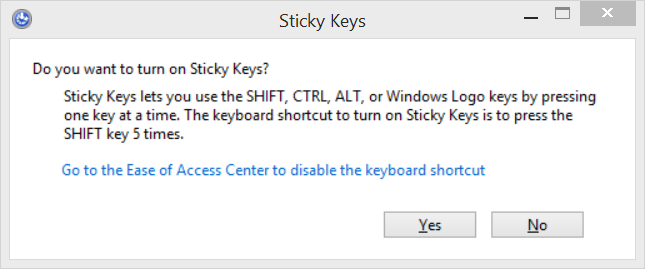 Sticky Keys
Do you want to turn on Sticky Keys?
Sticky Keys lets you use the SHIFT, CTRL, ALT, or Windows Logo keys by pressing
one key at a time. The keyboard shortcut to turn on Sticky Keys is to press the
SHIFT key 5 times.
Go to the Ease of Access Center to disable the keyboard shortcut
Yes No